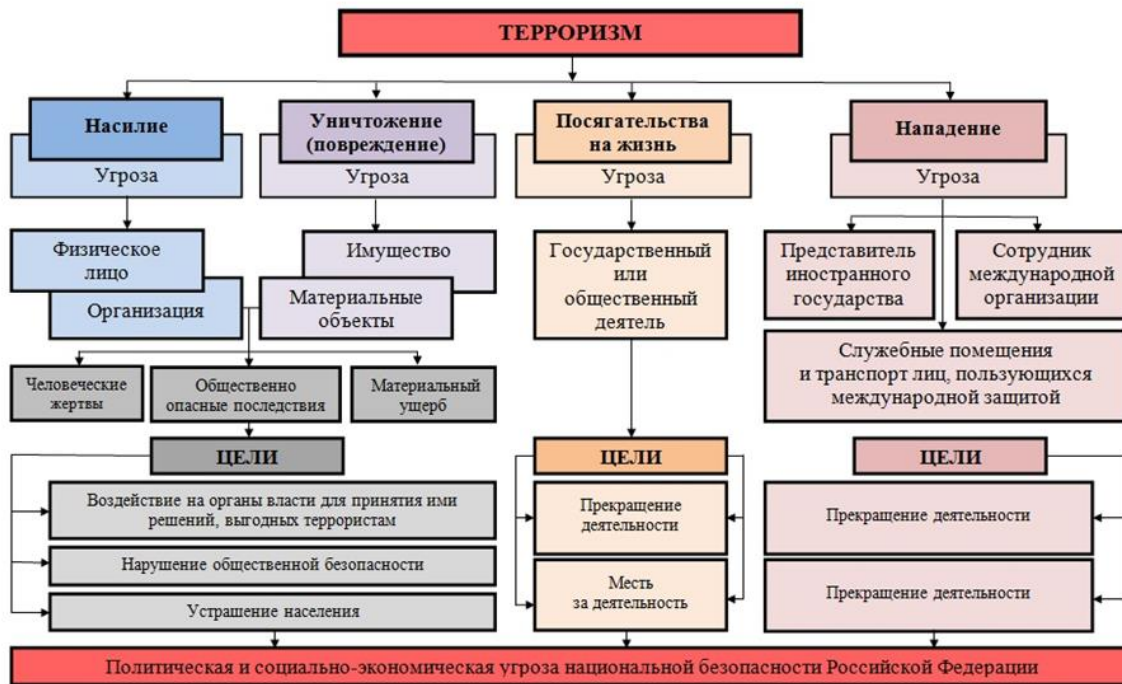 ТЕРРОРИЗМ
Насилие
Угроза
Уничтожение
(повреждение)
Угроза
Посягательства
на жизнь
Угроза
Нападение
Угроза
Физическое
лицо
Организация
Имущество
Материальные
объекты
Государственный
или
общественный
деятель
Представитель
иностранного
государства
Сотрудник
международной
организации
Служебные помещения
и транспорт лиц, пользующихся
международной защитой
Человеческие
жертвы
Общественно
опасные последствия
Материальный
ущерб
ЦЕЛИ
Воздействие на органы власти для принятия ими
решений, выгодных террористам
Нарушение общественной безопасности
Устрашение населения
ЦЕЛИ
Прекращение
деятельности
Месть
за деятельность
ЦЕЛИ
Прекращение деятельности
Прекращение деятельности
Политическая и социально-экономическая угроза национальной безопасности Российской Федерации